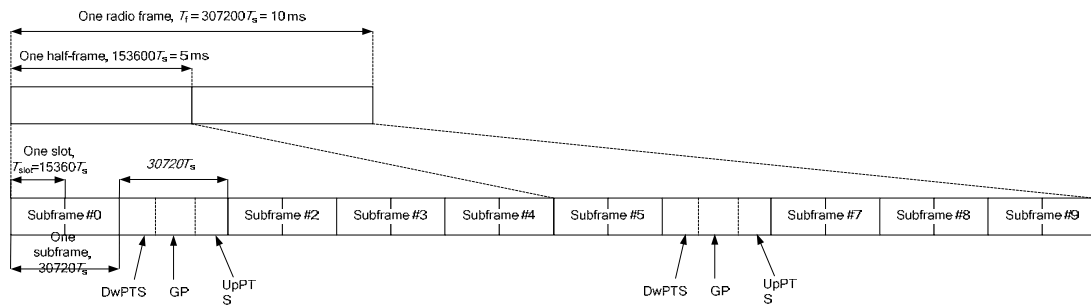 One radio frame, Tf = 307200Ts = 10 ms
One half-frame, 153600Ts = 5 ms
One slot,
Tslot=15360Ts
30720Ts
Subframe #0
Subframe #2
Subframe #3
Subframe #4
Subframe #5
Subframe #7
Subframe #8
Subframe #9
One
subframe,
30720Ts
DwPTS
GP
UpPT
S
DwPTS
GP
UpPT
S